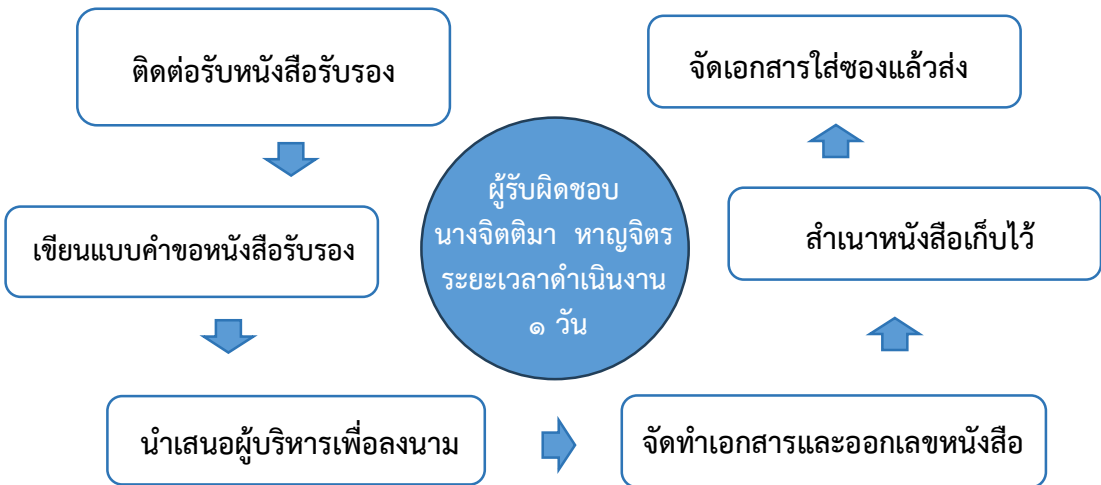 ติดต่อรับหนังสือรับรอง
เขียนแบบคำขอหนังสือรับรอง
นำเสนอผู้บริหารเพื่อลงนาม
จัดทำเอกสารและออกเลขหนังสือ
สำเนาหนังสือเก็บไว้
จัดเอกสารใส่ซองแล้วส่ง
ผู้รับผิดชอบ
นางจิตติมา หาญจิตร
ระยะเวลาดำเนินงาน
๑ วัน